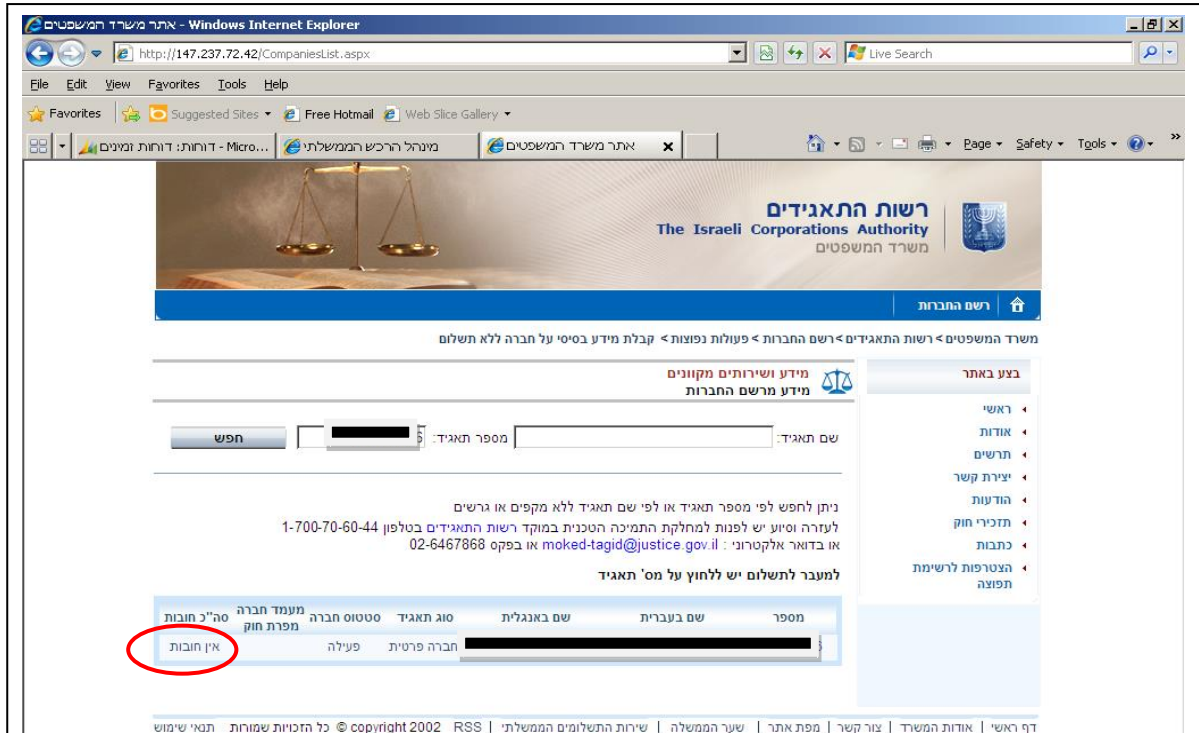 אתר משרד המשפטים - Windows Internet Explorer
http://147.237.72.42/CompaniesList.aspx
Live Search
File Edit View Favorites Tools Help
Favorites Suggested Sites Free Hotmail Web Slice Gallery
דוחות: דוחות זמינים - Micro... מינהל הרכש הממשלתי אתר משרד המשפטים Page Safety Tools
רשות התאגידים
The Israeli Corporations Authority
משרד המשפטים
רשם החברות
משרד המשפטים > רשות התאגידים > רשם החברות > פעולות נפוצות > קבלת מידע בסיסי על חברה ללא תשלום
בצע באתר
ראשי
אודות
תרשים
יצירת קשר
הודעות
תזכירי חוק
כתבות
הצטרפות לרשימת
תפוצה
מידע ושירותים מקוונים
מידע מרשם החברות
שם תאגיד: מספר תאגיד: חפש
ניתן לחפש לפי מספר תאגיד או לפי שם תאגיד ללא מקפים או גרשים
לעזרה וסיוע יש לפנות למחלקת התמיכה הטכנית במוקד רשות התאגידים בטלפון 1-700-70-60-44
או בדואר אלקטרוני : moked-tagid@justice.gov.il או בפקס 02-6467868
למעבר לתשלום יש ללחוץ על מס' תאגיד
מספר שם בעברית שם באנגלית סוג תאגיד סטטוס חברה מעמד חברה מפרת חוק סה"כ חובות
חברה פרטית פעילה אין חובות
דף ראשי | אודות המשרד | צור קשר | מפת אתר | שער הממשלה | שירות התשלומים הממשלתי | RSS copyright 2002 © כל הזכויות שמורות תנאי שימוש